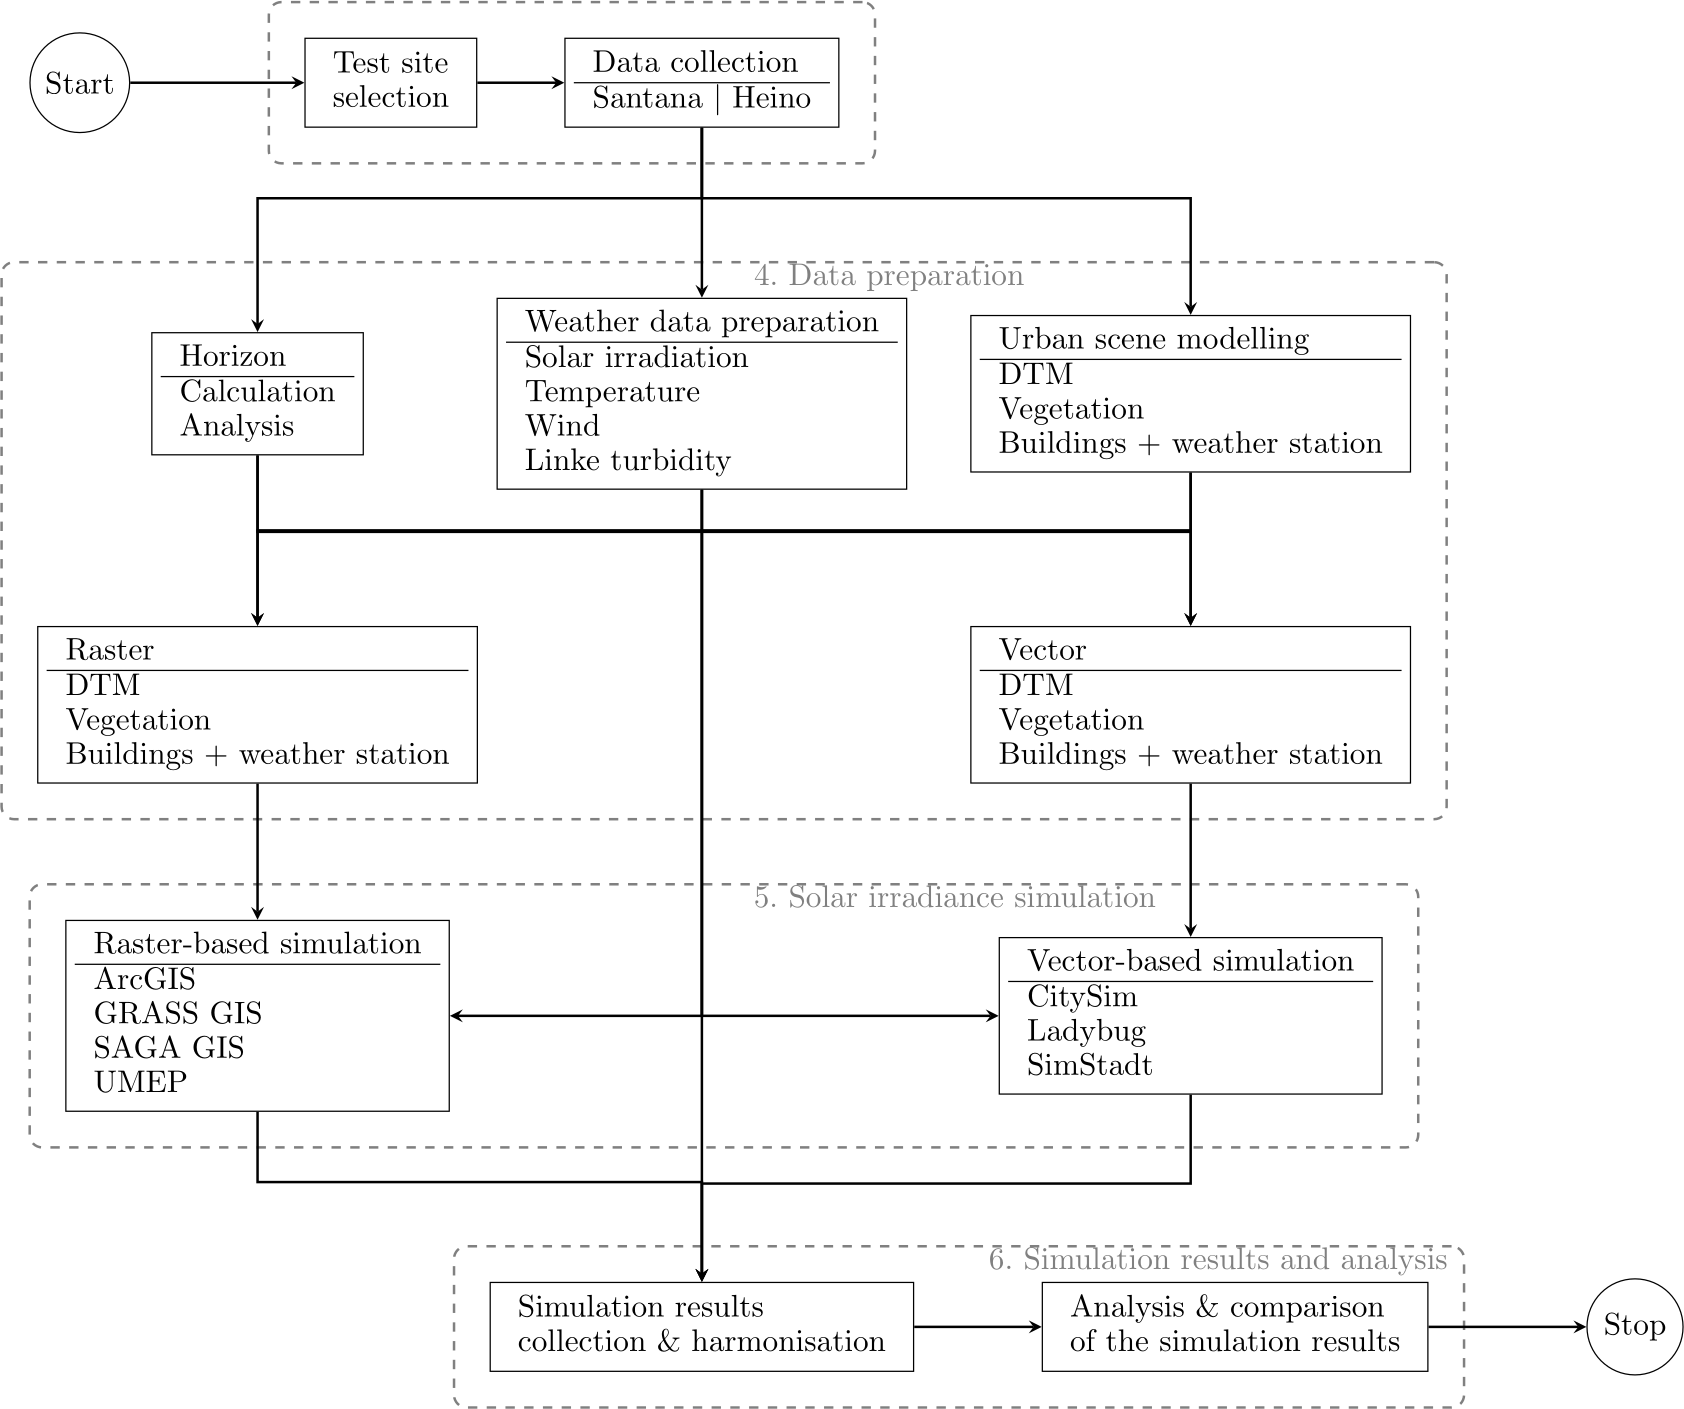 Start
Test site
selection
Data collection
Santana | Heino
4. Data preparation
Horizon
Calculation
Analysis
Weather data preparation
Solar irradiation
Temperature
Wind
Linke turbidity
Urban scene modelling
DTM
Vegetation
Buildings + weather station
Raster
DTM
Vegetation
Buildings + weather station
Vector
DTM
Vegetation
Buildings + weather station
5. Solar irradiance simulation
Raster-based simulation
ArcGIS
GRASS GIS
SAGA GIS
UMEP
Vector-based simulation
CitySim
Ladybug
SimStadt
6. Simulation results and analysis
Simulation results
collection & harmonisation
Analysis & comparison
of the simulation results
Stop